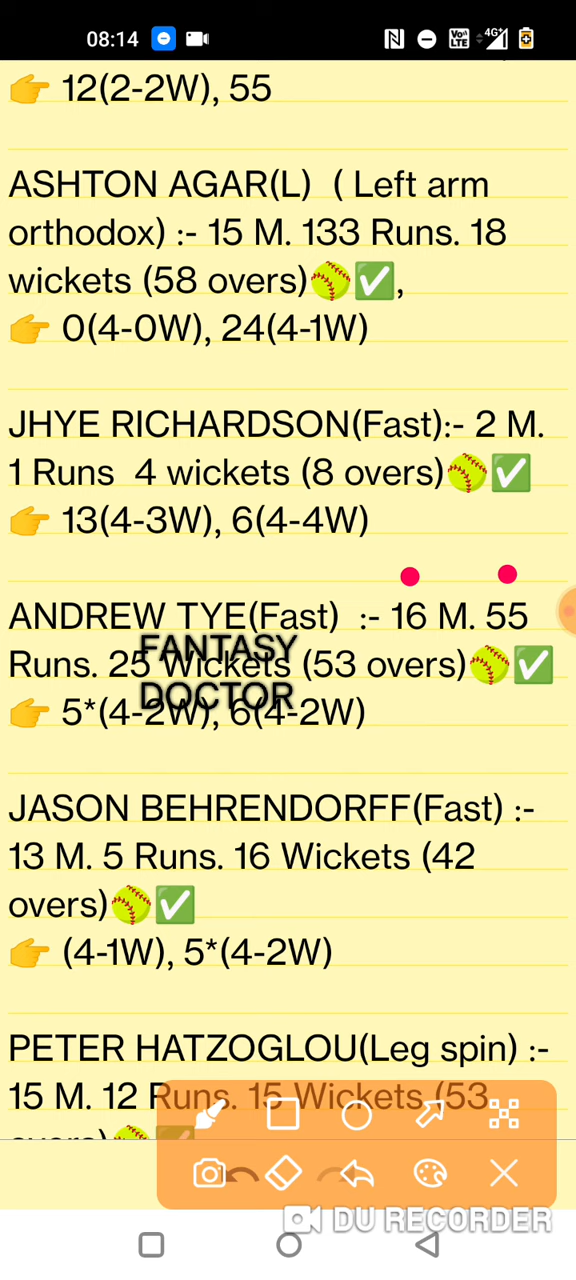 08:14 Vo LTE 4G+
👉 12(2-2W), 55
ASHTON AGAR(L) ( Left arm
orthodox) :- 15 M. 133 Runs. 18
wickets (58 overs)🥎✅,
👉 0(4-0W), 24(4-1W)
JHYE RICHARDSON(Fast):- 2 M.
1 Runs 4 wickets (8 overs)🥎✅
👉 13(4-3W), 6(4-4W)
ANDREW TYE(Fast) :- 16 M. 55
Runs. 25 Wickets (53 overs)🥎✅
👉 5*(4-2W), 6(4-2W)
FANTASY
DOCTOR
JASON BEHRENDORFF(Fast) :-
13 M. 5 Runs. 16 Wickets (42
overs)🥎✅
👉 (4-1W), 5*(4-2W)
PETER HATZOGLOU(Leg spin) :-
15 M. 12 Runs. 15 Wickets (53
overs)🥎✅
DU RECORDER